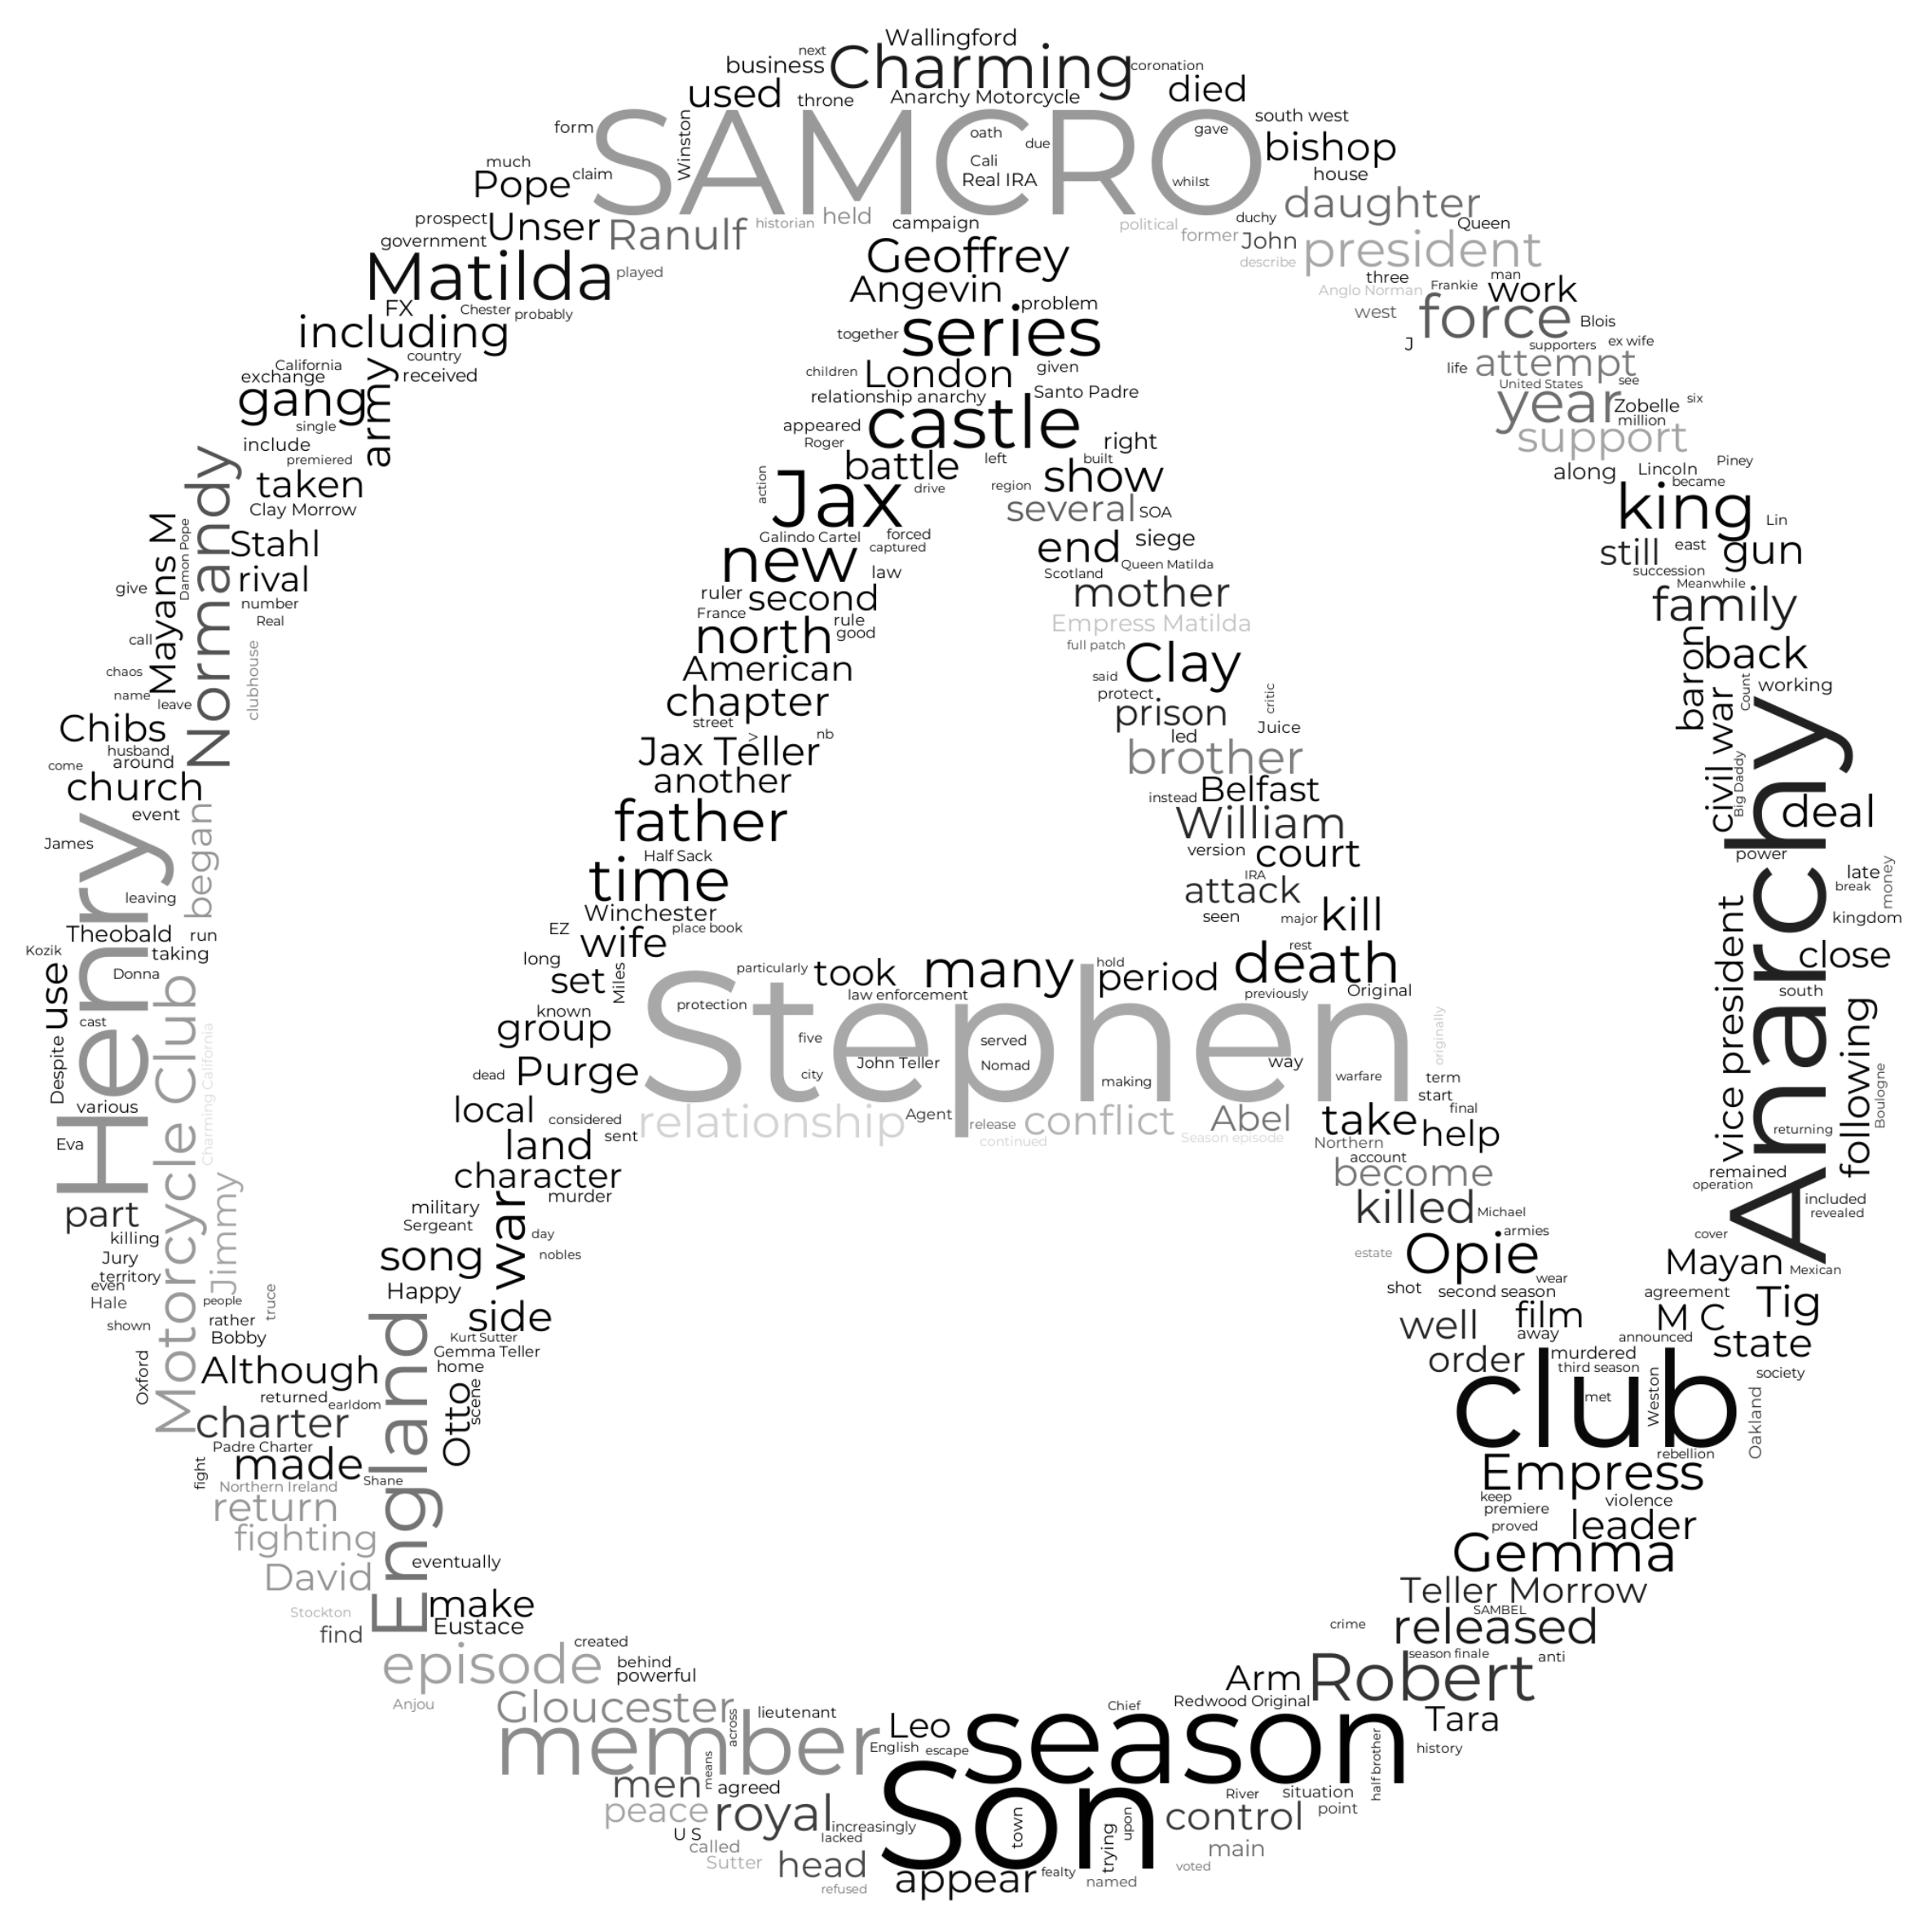 Wallingford
next
business
Charming
coronation
used
throne
Anarchy Motorcycle
died
form
Winston
SAMCRO
oath
due
gave
south west
much
Pope
claim
Cali
Real IRA
whilst
bishop
house
prospect
Unser
Ranulf
historian
held
campaign
political
former
duchy
daughter
Queen
government
John
president
describe
Matilda
played
Geoffrey
three
man
Angevin
Anglo Norman
Frankie
work
FX
Chester
probably
problem
west
force
Blois
including
together
series
J
supporters
ex wife
California
country
exchange
army
received
children
London
given
life
attempt
United States
see
gang
relationship anarchy
Santo Padre
year
Zobelle
six
single
appeared
castle
million
include
Roger
right
support
premiered
battle
left
built
along
Lincoln
Piney
Normandy
taken
action
Jax
drive
region
show
became
Clay Morrow
several
SOA
king
Lin
Mayans M
Damon Pope
Stahl
Galindo Cartel
forced
captured
end
siege
still
east
gun
new
law
Scotland
Queen Matilda
succession
Meanwhile
give
rival
ruler
second
mother
family
number
France
rule
Real
north
good
Empress Matilda
call
clubhouse
full patch
baron
back
chaos
American
said
Clay
Count
working
name
leave
chapter
protect
critic
civil war
Chibs
street
prison
Juice
husband
>
nb
led
come
around
Jax Teller
brother
Big Daddy
church
another
instead
Belfast
Anarchy
deal
event
began
father
William
Henry
James
version
court
power
Half Sack
IRA
late
money
time
attack
break
leaving
Winchester
seen
major
kill
vice president
kingdom
Theobald
run
EZ
place book
Kozik
taking
wife
rest
close
Donna
long
particularly
took
many
hold
period
death
use
Motorcycle Club
set
Miles
law enforcement
previously
Original
south
cast
Charming California
known
protection
Stephen
originally
following
group
five
served
Despite
dead
Purge
city
John Teller
Nomad
making
way
warfare
term
Boulogne
various
start
local
considered
relationship
Agent
release
conflict
Abel
take
final
help
returning
Eva
land
sent
continued
Season episode
Northern
account
remained
character
become
operation
part
Jimmy
military
murder
killed
Michael
included
revealed
killing
Sergeant
war
day
armies
cover
Jury
song
nobles
estate
Opie
Mayan
Mexican
territory
even
wear
Hale
people
truce
Happy
shot
second season
agreement
shown
rather
side
well
film
M C
Tig
Bobby
Kurt Sutter
away
announced
state
Oxford
England
Gemma Teller
order
murdered
Although
home
third season
society
returned
earldom
Otto
scene
club
met
Weston
Oakland
charter
Padre Charter
rebellion
fight
made
Shane
Empress
Northern Ireland
keep
violence
return
premiere
proved
leader
fighting
eventually
Gemma
David
Teller Morrow
Stockton
make
SAMBEL
find
Eustace
crime
released
created
season finale
anti
episode
behind
powerful
Arm
Robert
Anjou
Gloucester
across
lieutenant
Chief
Redwood Original
Leo
season
Tara
member
English
escape
half brother
history
men
means
agreed
River
situation
peace
royal
increasingly
Son
town
trying
upon
control
point
U S
lacked
called
main
Sutter
head
appear
fealty
named
voted
refused